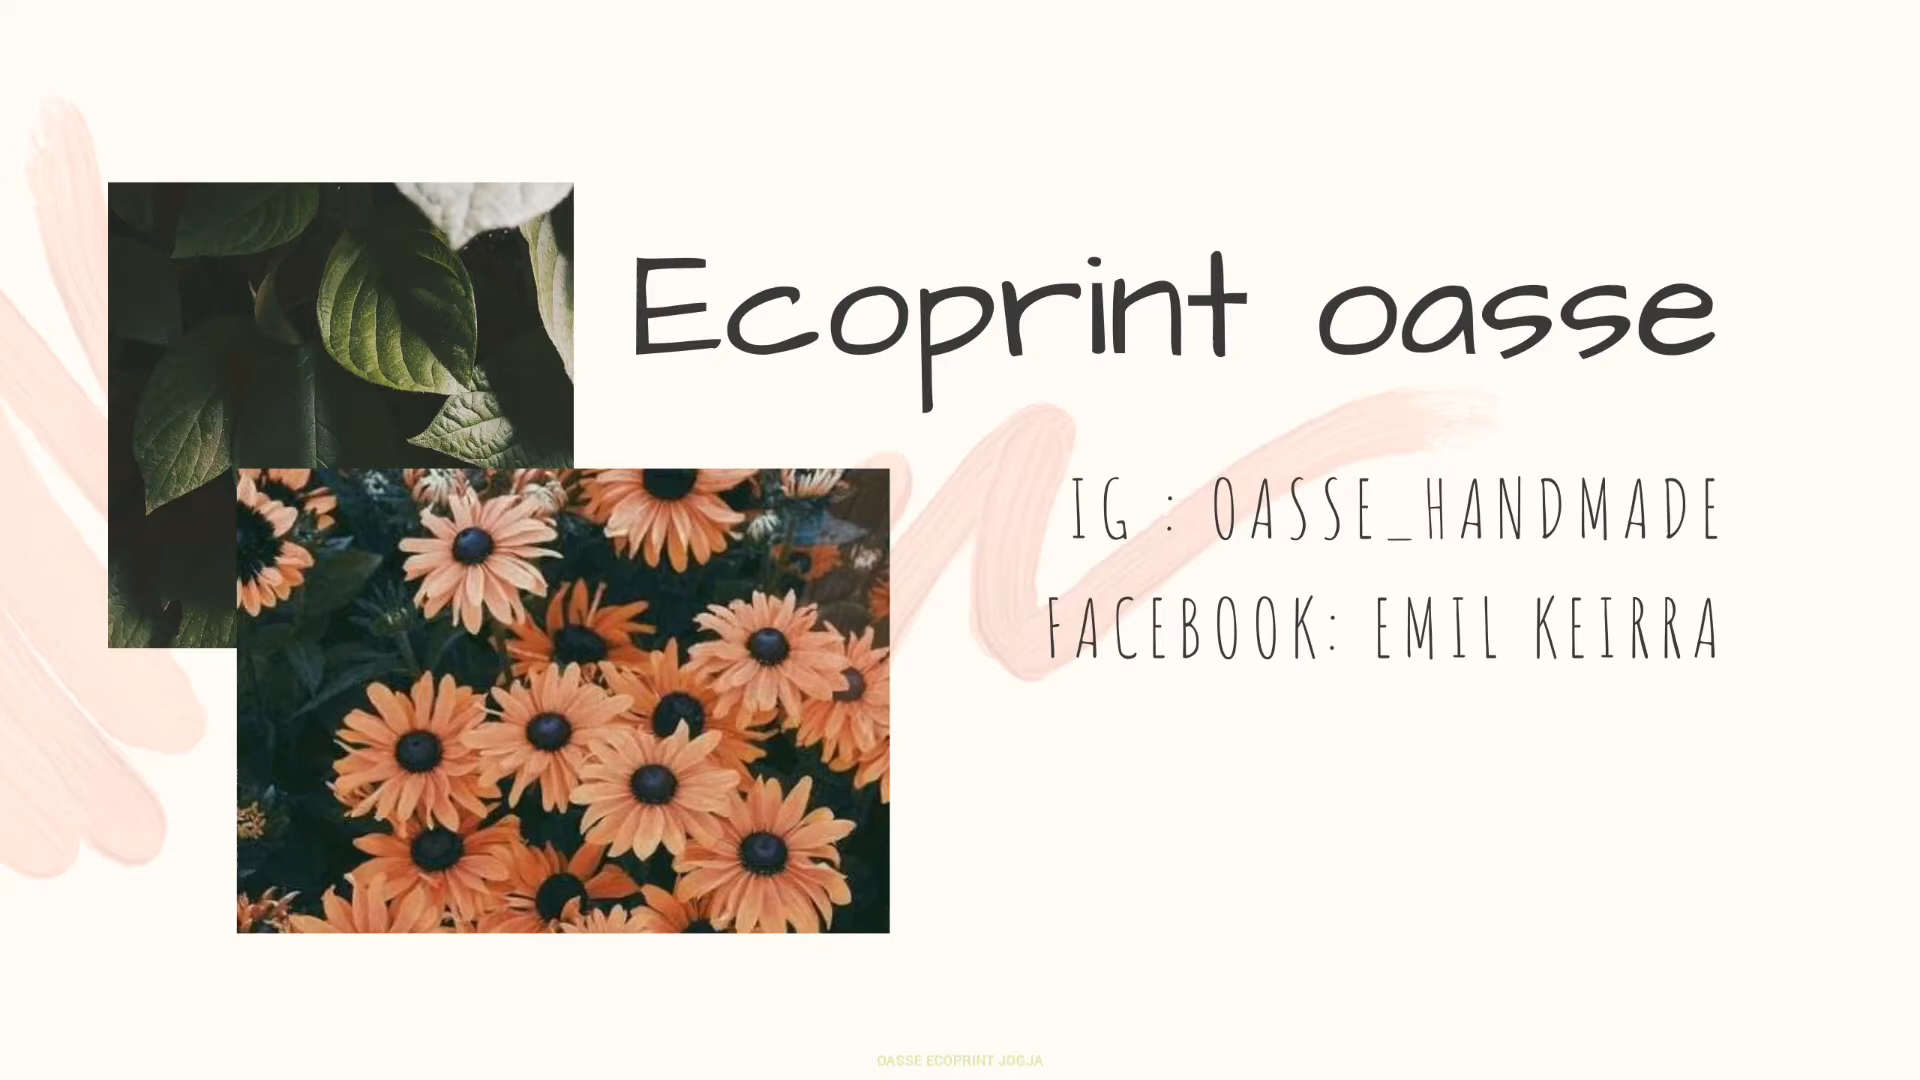 Ecoprint oasse
IG : OASSE_HANDMADE
FACEBOOK: EMIL KEIRRA
OASSE ECOPRINT JOGJA